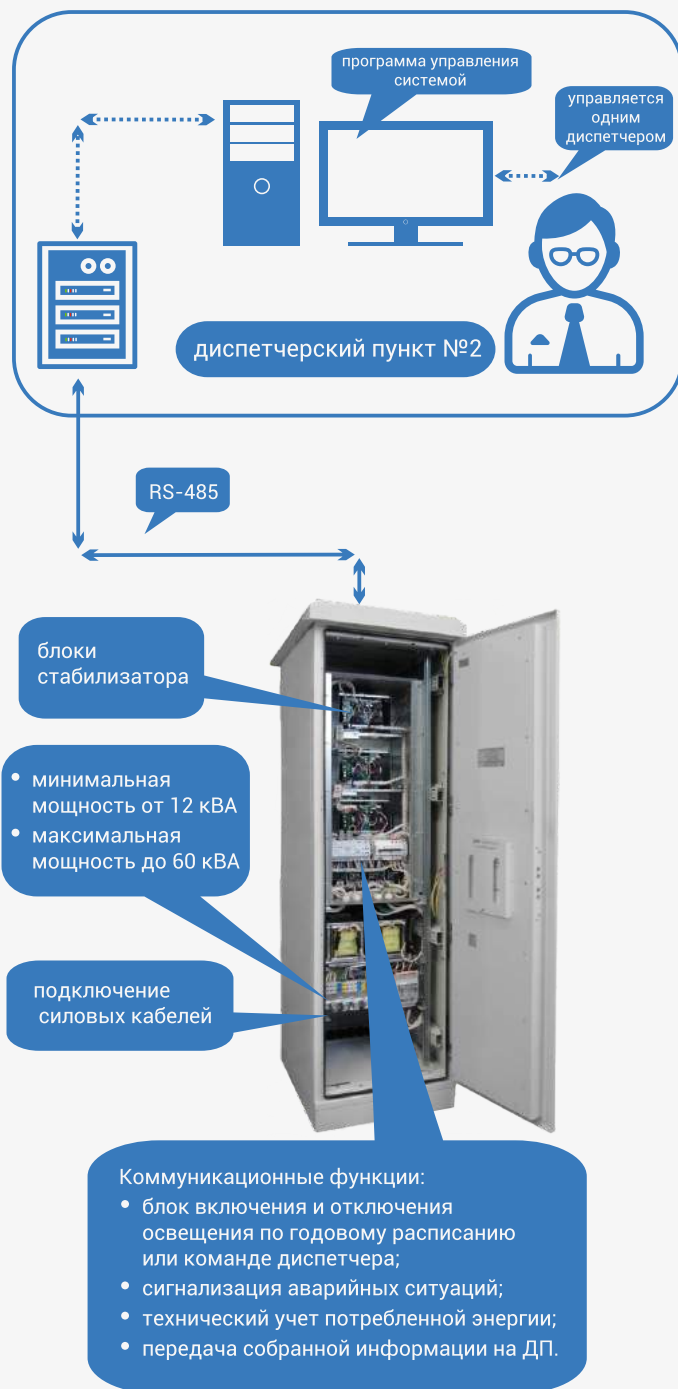 программа управления
системой
управляется
одним
диспетчером
диспетчерский пункт №2
RS-485
блоки
стабилизатора
• минимальная
мощность от 12 кВА
• максимальная
мощность до 60 кВА
подключение
силовых кабелей
Коммуникационные функции:
• блок включения и отключения
освещения по годовому расписанию
или команде диспетчера;
• сигнализация аварийных ситуаций;
• технический учет потребленной энергии;
• передача собранной информации на ДП.